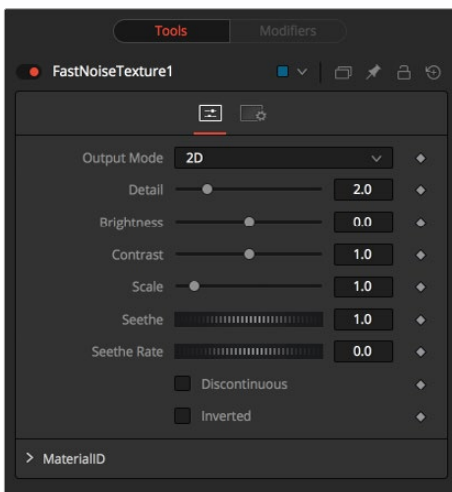 Tools Modifiers
FastNoiseTexture1
Output Mode 2D
Detail 2.0
Brightness 0.0
Contrast 1.0
Scale 1.0
Seethe 1.0
Seethe Rate 0.0
Discontinuous
Inverted
MaterialID